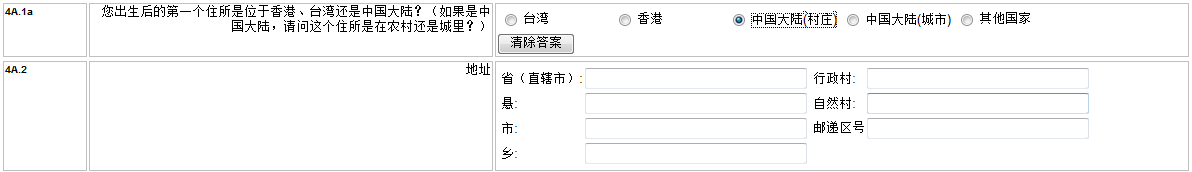 4A.1a
您出生后的第一个住所是位于香港、台湾还是中国大陆？（如果是中
国大陆，请问这个住所是在农村还是城里？）
台湾 香港 中国大陆(村庄) 中国大陆(城市) 其他国家
清除答案
4A.2
地址
省（直辖市）: 行政村:
悬: 自然村:
市: 邮递区号
乡: